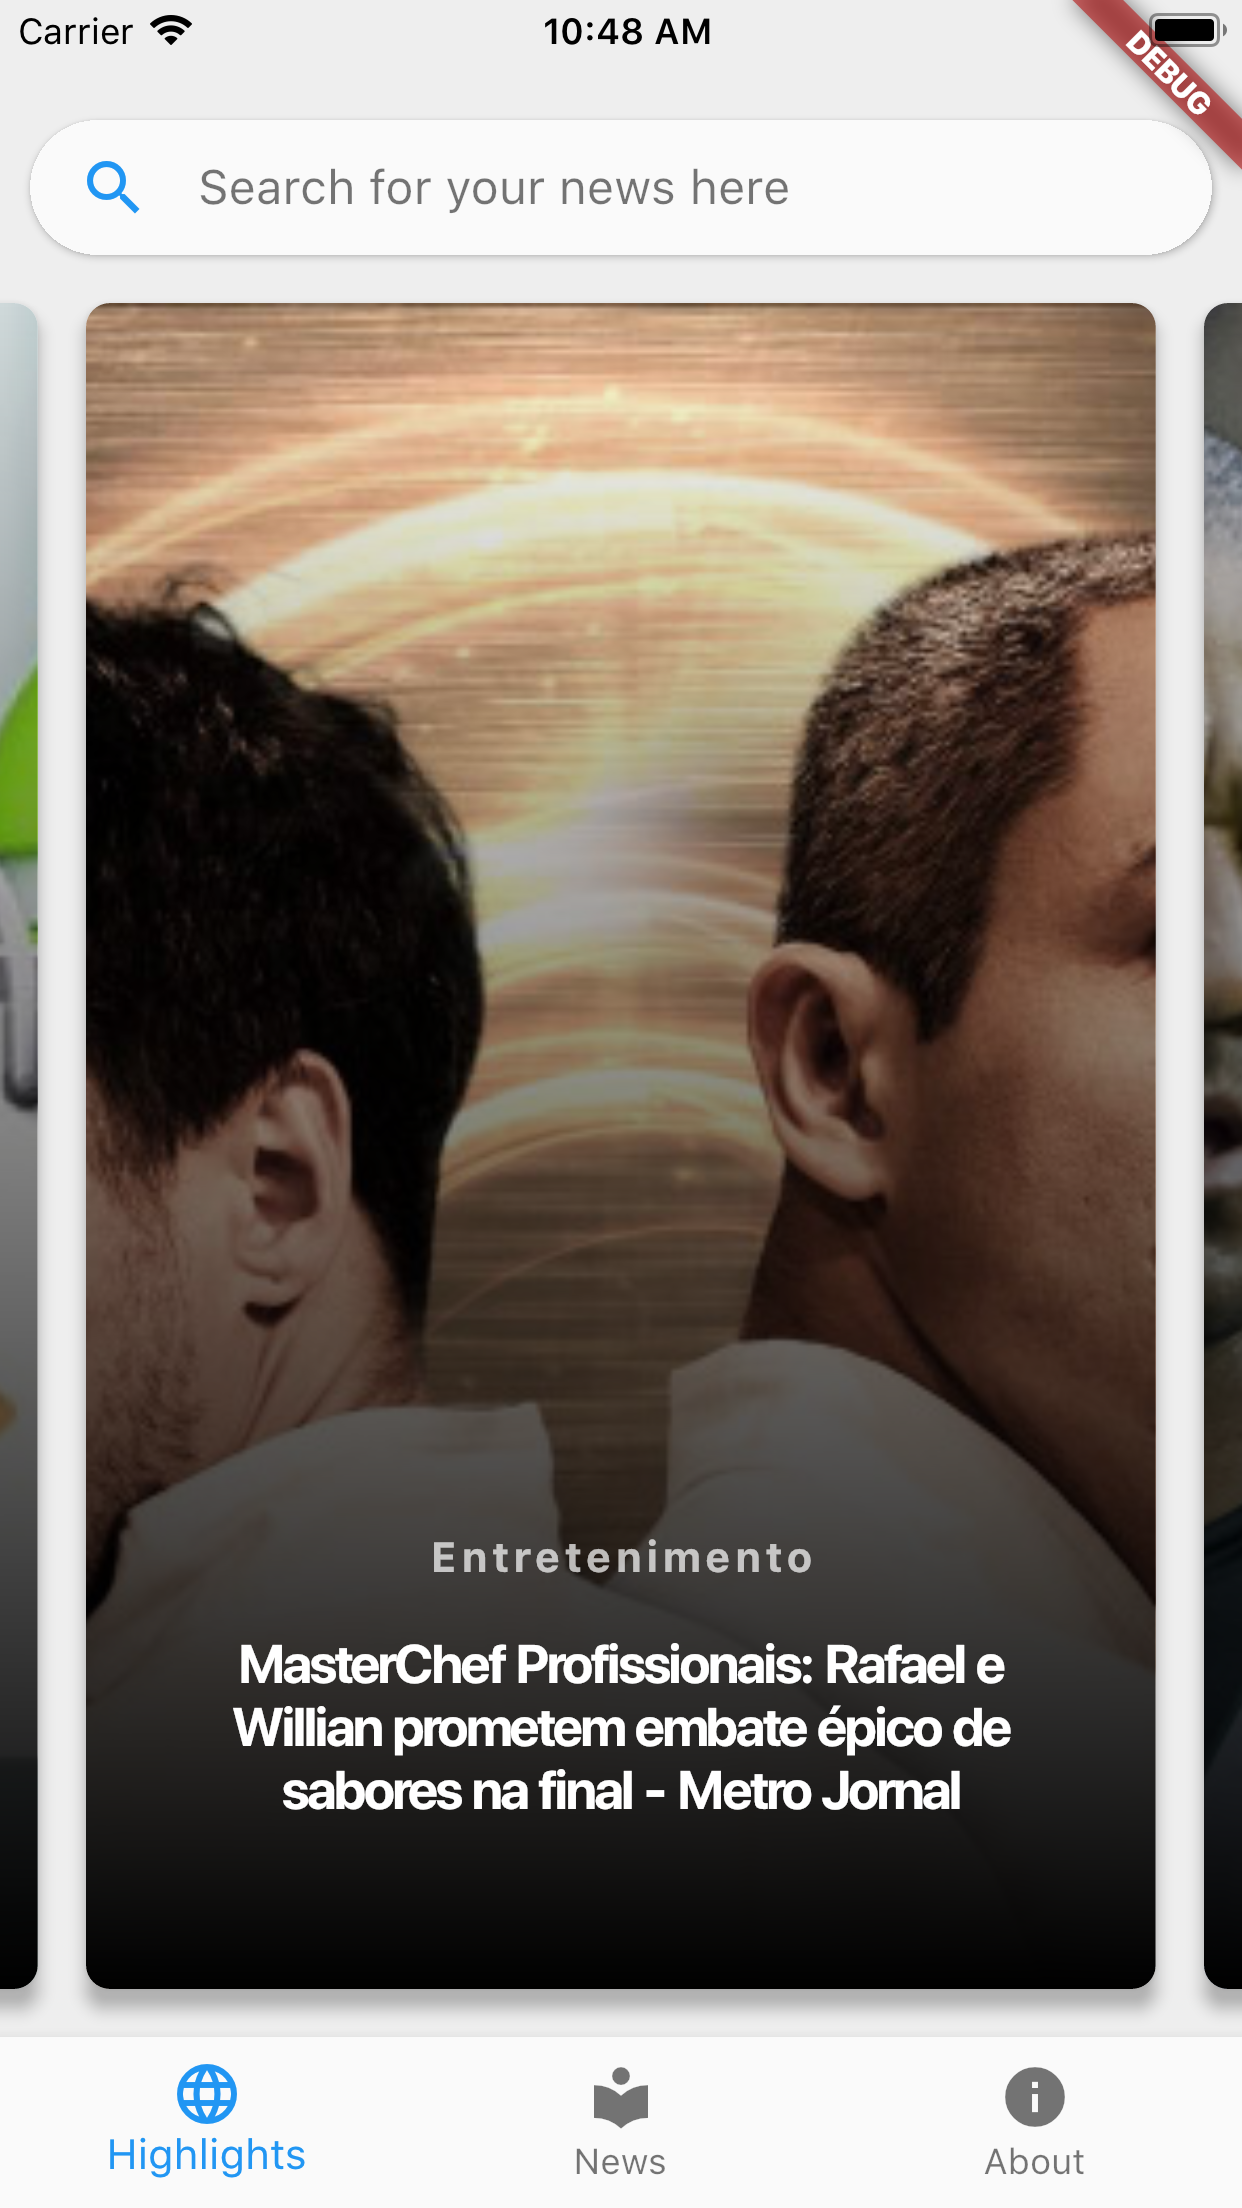 Carrier
10:48 AM
DEBUG
Search for your news here
Entretenimento
MasterChef Profissionais: Rafael e
Willian prometem embate épico de
sabores na final - Metro Jornal
Highlights
News
About